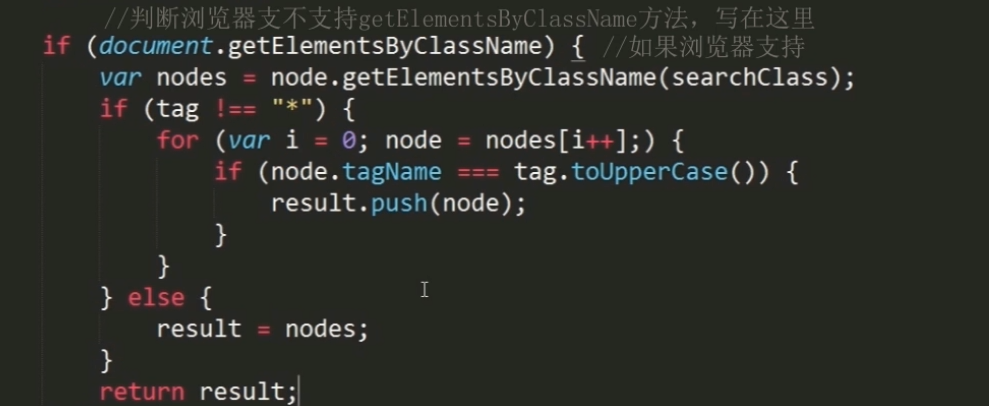 //判断浏览器支不支持getElementsByClassName方法，写在这里
if (document.getElementsByClassName) { //如果浏览器支持
var nodes = node.getElementsByClassName(searchClass);
if (tag !== "*") {
for (var i = 0; node = nodes[i++];) {
if (node.tagName === tag.toUpperCase()) {
result.push(node);
}
}
} else {
result = nodes;
}
return result;